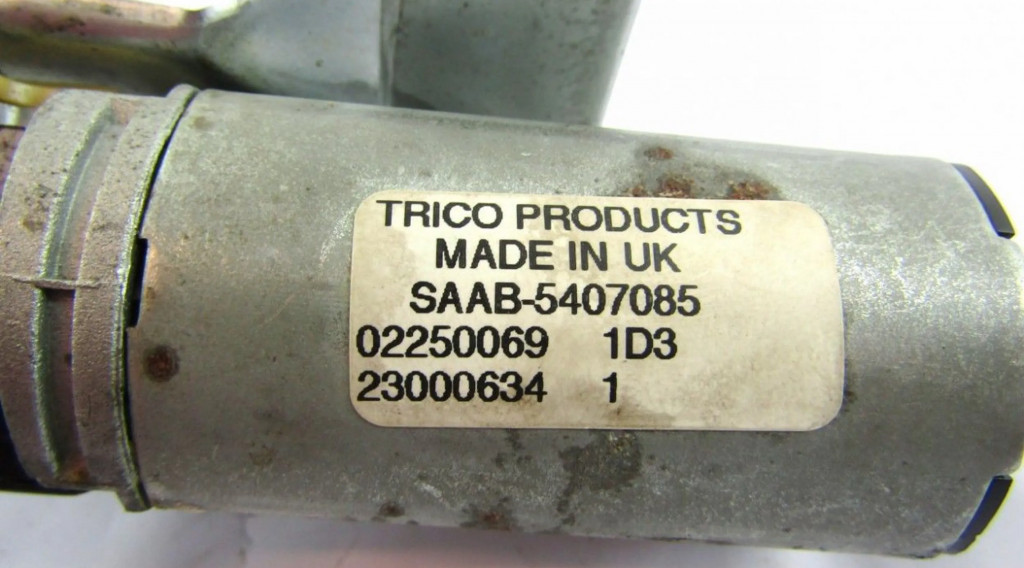 TRICO PRODUCTS
MADE IN UK
SAAB-5407085
02250069 1D3
23000634 1